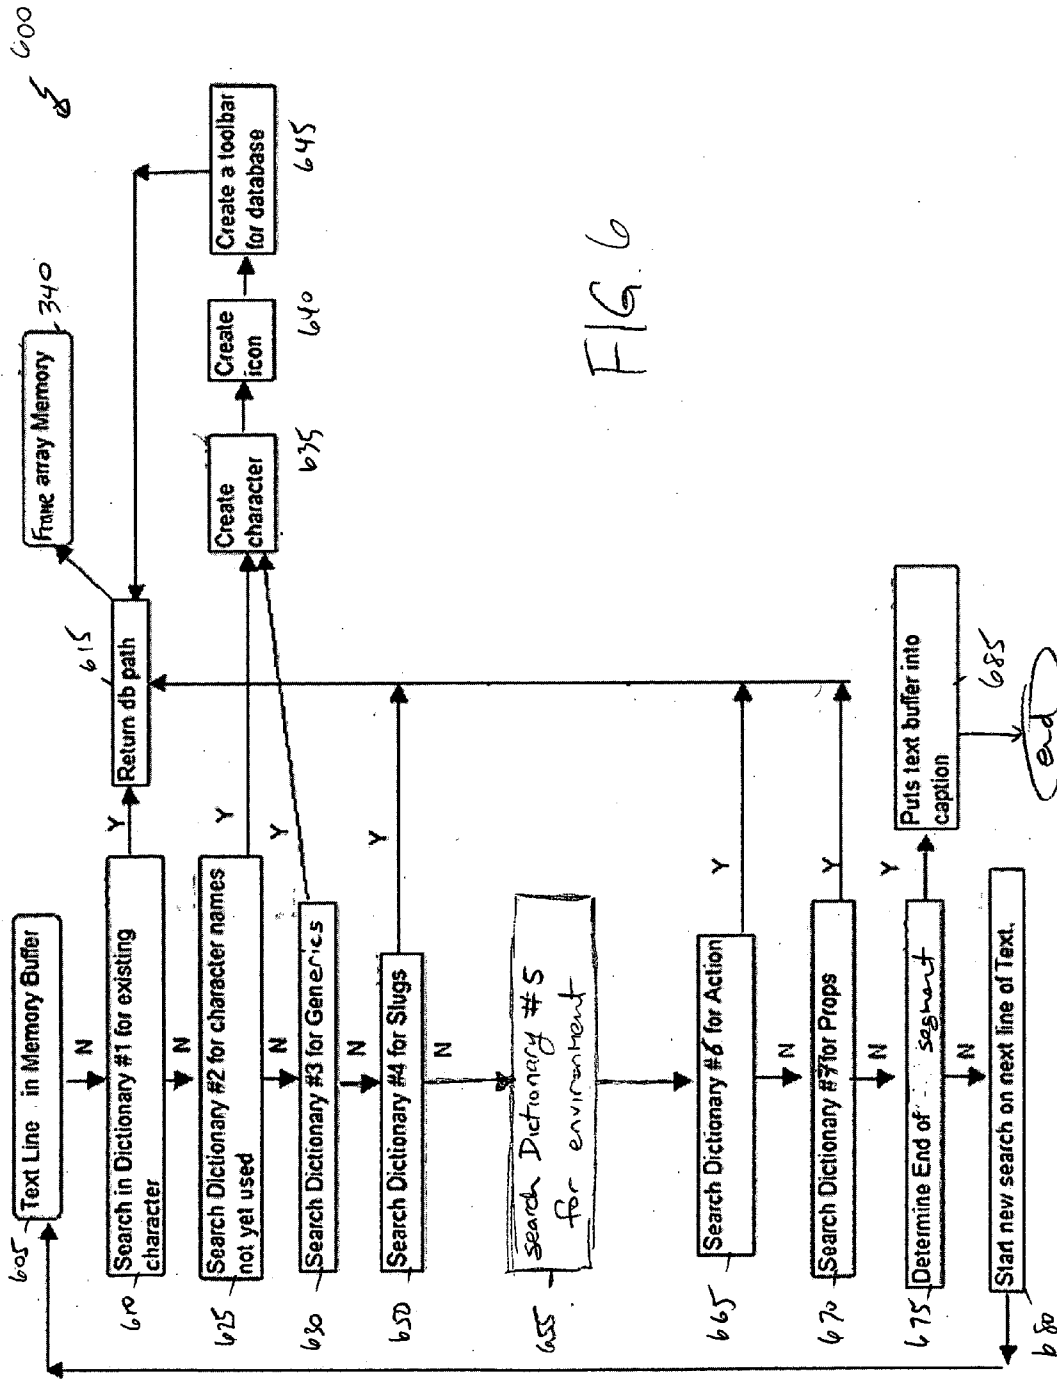 600
605
Text Line in Memory Buffer
N
610
Search in Dictionary #1 for existing
character
Y
615
Return db path
Frame array Memory
340
N
625
Search Dictionary #2 for character names
not yet used
Y
Create
character
635
Create
icon
640
Create a toolbar
for database
645
N
630
Search Dictionary #3 for Generics
Y
N
650
Search Dictionary #4 for Slugs
Y
N
655
search Dictionary #5
for environment
665
Search Dictionary #6 for Action
Y
N
670
Search Dictionary #7 for Props
Y
N
675
Determine End of segment
Y
Puts text buffer into
caption
685
end
N
680
Start new search on next line of Text.
FIG. 6